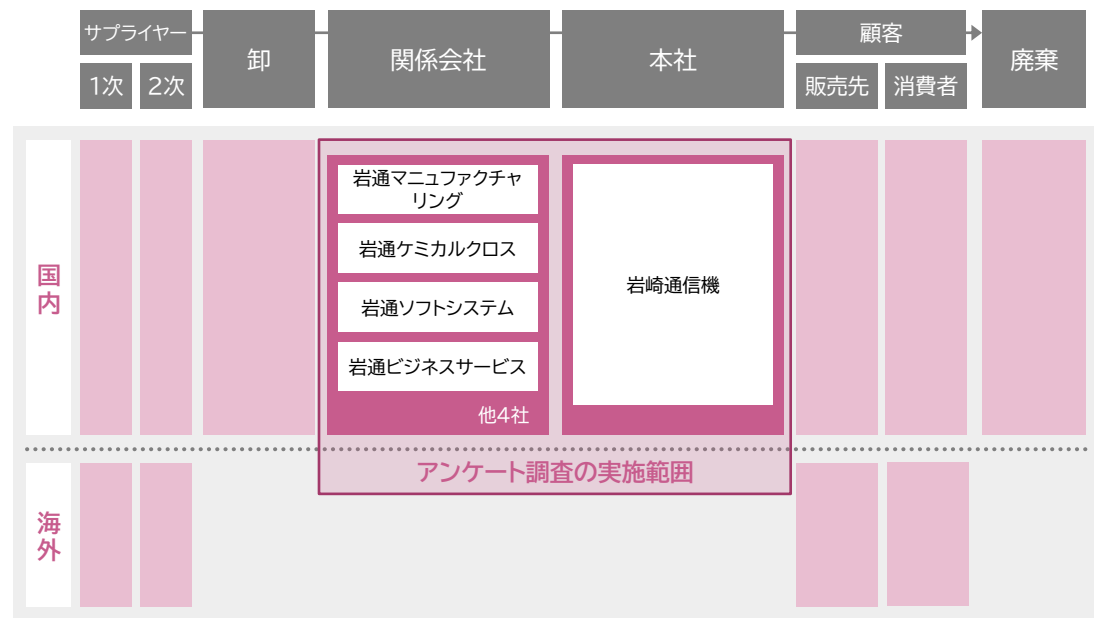 サプライヤー
1次
2次
卸
関係会社
本社
顧客
販売先
消費者
廃棄
国内
岩通マニュファクチャ
リング
岩通ケミカルクロス
岩通ソフトシステム
岩通ビジネスサービス
他4社
岩崎通信機
アンケート調査の実施範囲
海外